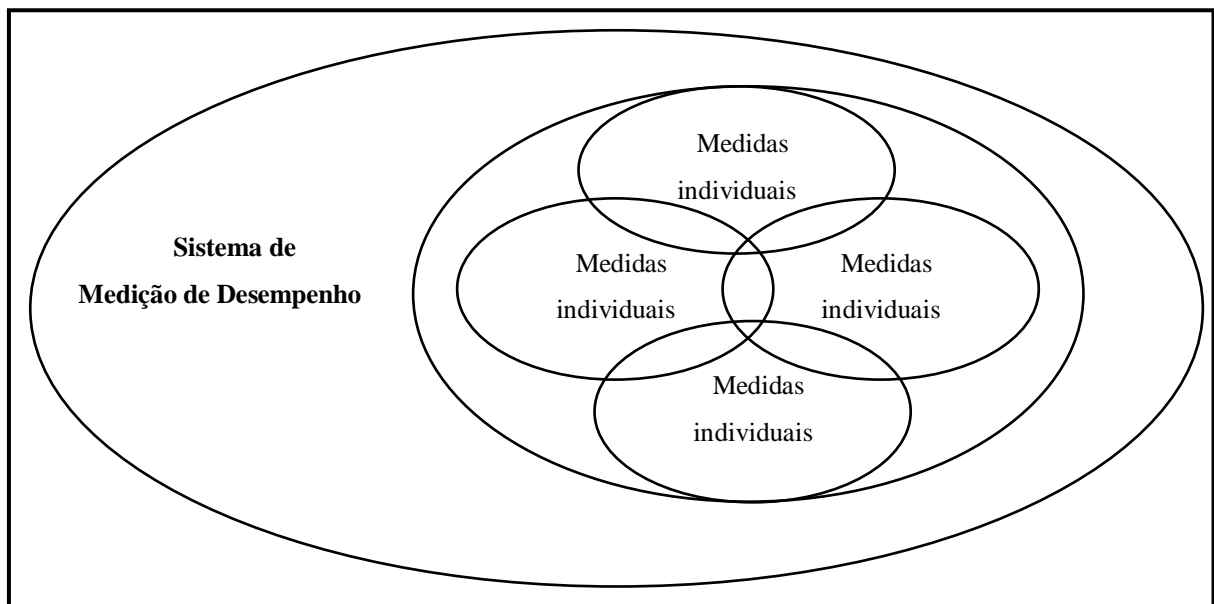 Medidas
individuais
Sistema de
Medição de Desempenho
Medidas
individuais
Medidas
individuais
Medidas
individuais